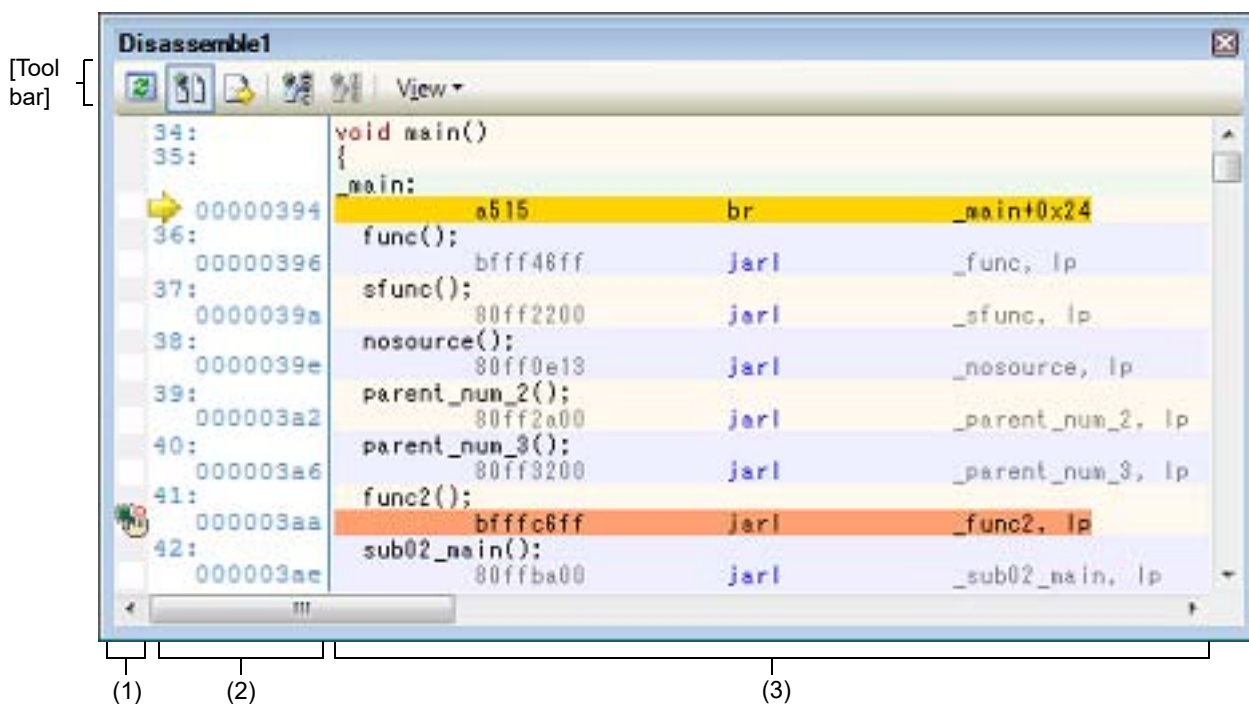 Disassemble1
[Tool bar]
View
34: void main()
35: {
_main:
00000394 a515 br _main+0x24
36: func();
00000396 bfff46ff jarl _func, lp
37: sfunc();
0000039a 80ff2200 jarl _sfunc, lp
38: nosource();
0000039e 80ff0e13 jarl _nosource, lp
39: parent_num_2();
000003a2 80ff2a00 jarl _parent_num_2, lp
40: parent_num_3();
000003a6 80ff3200 jarl _parent_num_3, lp
41: func2();
000003aa bfffc6ff jarl _func2, lp
42: sub02_main();
000003ae 80ffba00 jarl _sub02_main, lp
(1) (2) (3)